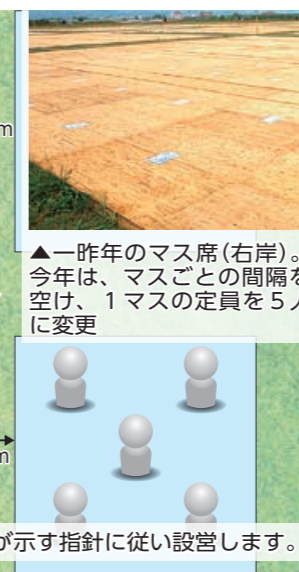 m
▲一昨年のマス席(右岸)。
今年は、マスごとの間隔を
空け、1マスの定員を5人
に変更
m
が示す指針に従い設営します。